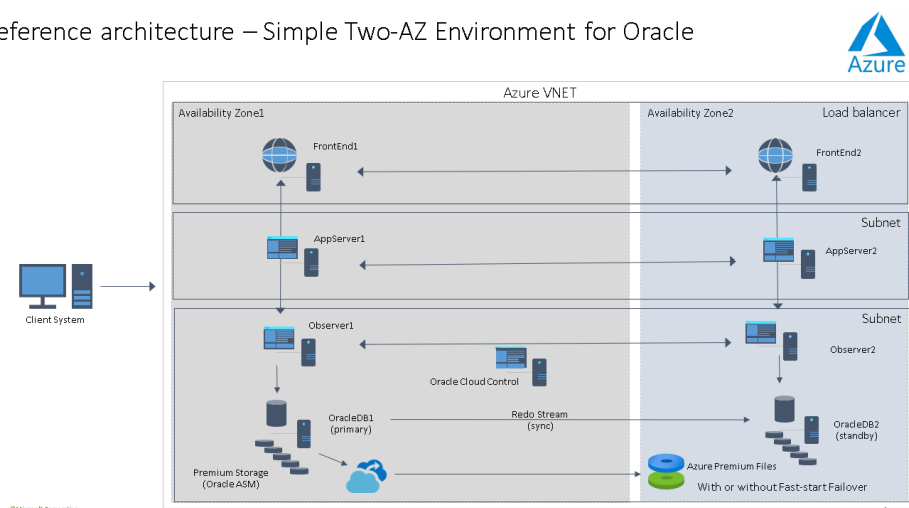 eference architecture – Simple Two-AZ Environment for Oracle
Azure
Azure VNET
Availability Zone1
Availability Zone2
Load balancer
FrontEnd1
FrontEnd2
Subnet
AppServer1
AppServer2
Client System
Subnet
Observer1
Observer2
Oracle Cloud Control
OracleDB1
(primary)
Redo Stream
(sync)
OracleDB2
(standby)
Premium Storage
(Oracle ASM)
Azure Premium Files
With or without Fast-start Failover